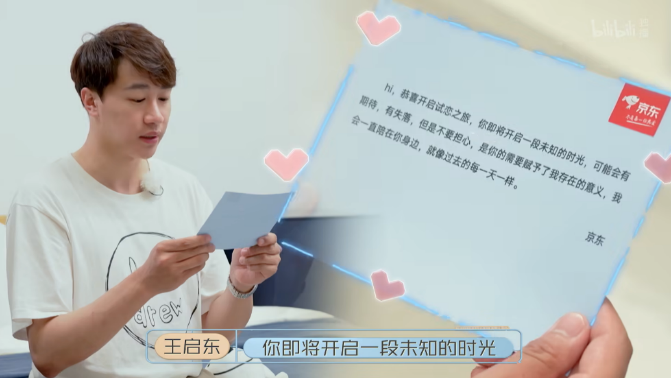 bilibili
京东
hi，恭喜开启试恋之旅，你即将开启一段未知的时光，可能会有
期待，有失落，但是不要担心，是你的需要赋予了我存在的意义，我
会一直陪在你身边，就像过去的每一天一样。
京东
drew
王启东
你即将开启一段未知的时光